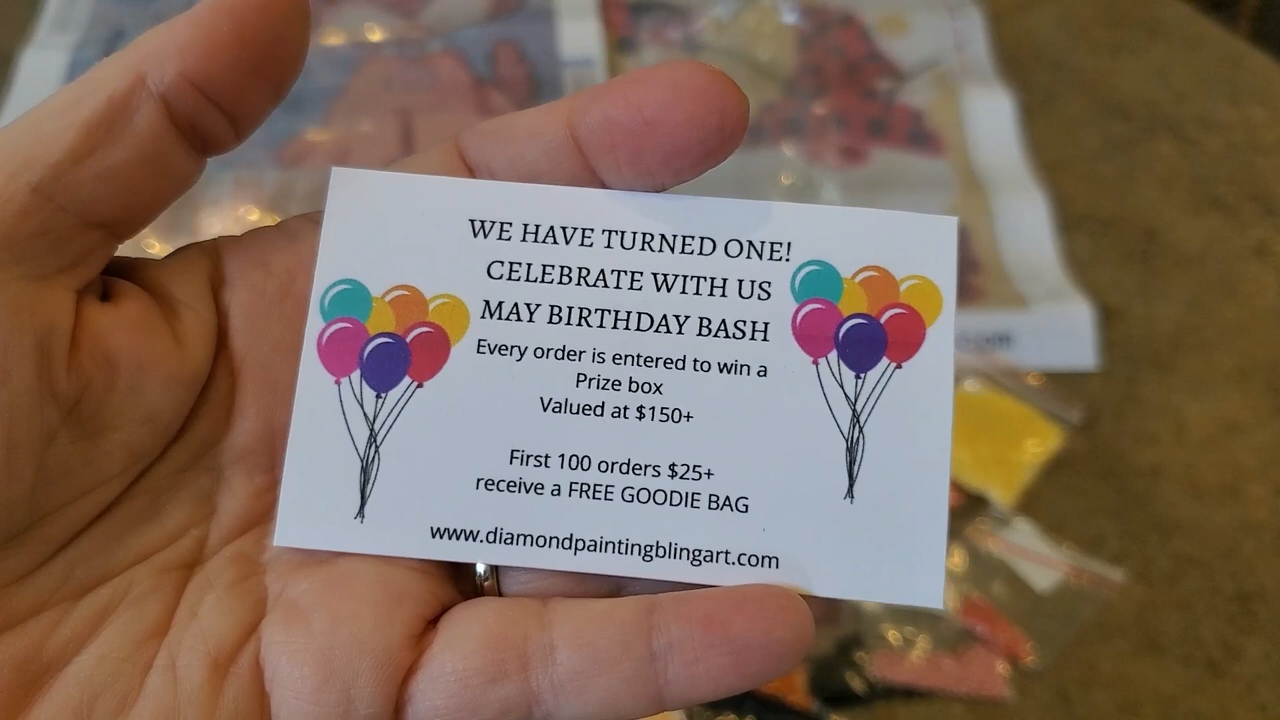 WE HAVE TURNED ONE!
CELEBRATE WITH US
MAY BIRTHDAY BASH
Every order is entered to win a
Prize box
Valued at $150+
First 100 orders $25+
receive a FREE GOODIE BAG
www.diamondpaintingblingart.com